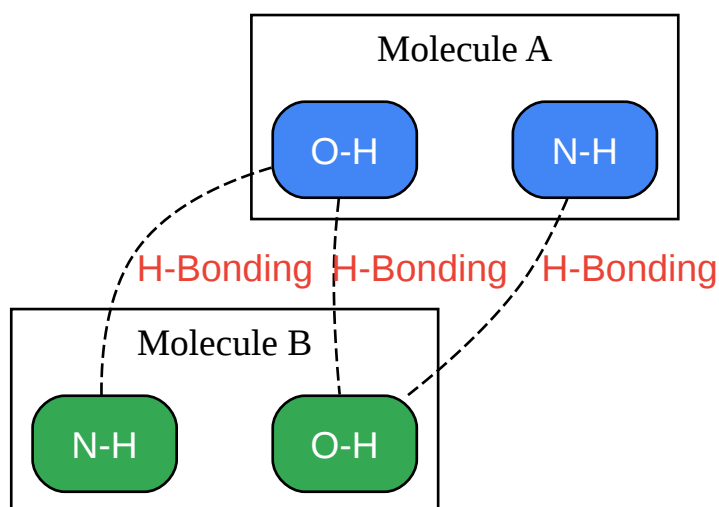 Molecule A
O-H
N-H
H-Bonding
H-Bonding
H-Bonding
Molecule B
N-H
O-H